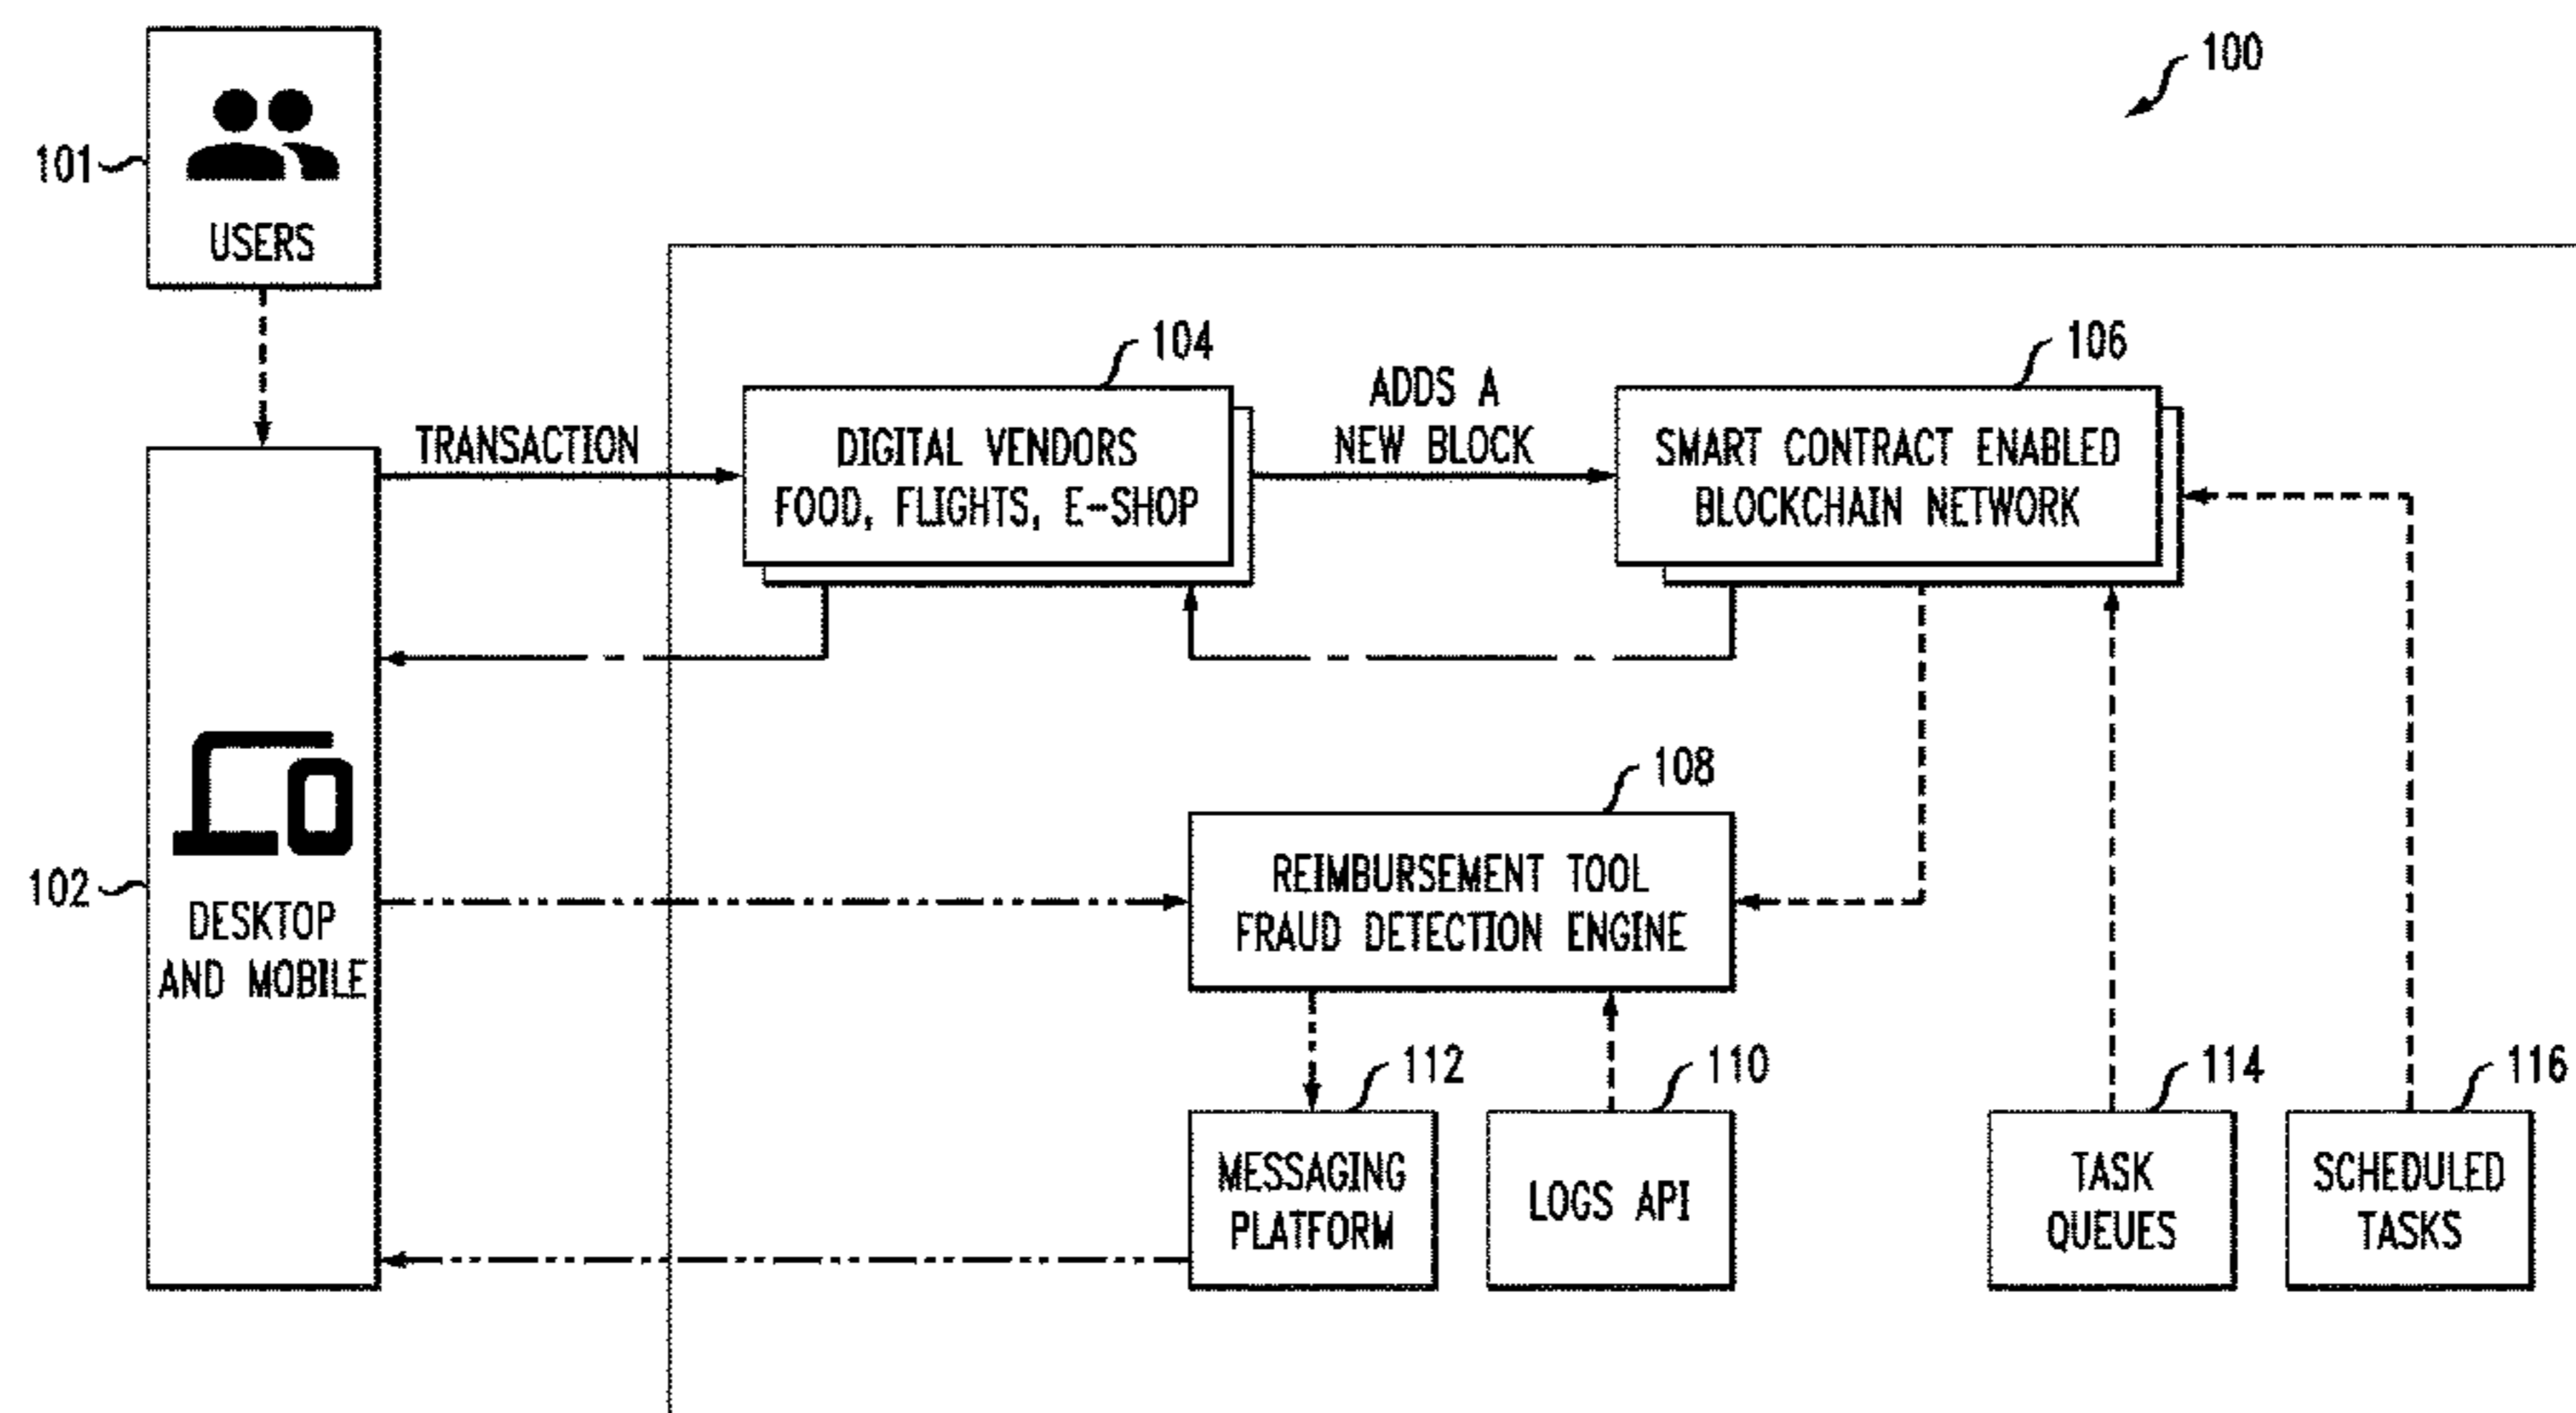 100
101
USERS
104
106
TRANSACTION
DIGITAL VENDORS
FOOD, FLIGHTS, E-SHOP
ADDS A
NEW BLOCK
SMART CONTRACT ENABLED
BLOCKCHAIN NETWORK
108
102
DESKTOP
AND MOBILE
REIMBURSEMENT TOOL
FRAUD DETECTION ENGINE
112
110
114
116
MESSAGING
PLATFORM
LOGS API
TASK
QUEUES
SCHEDULED
TASKS